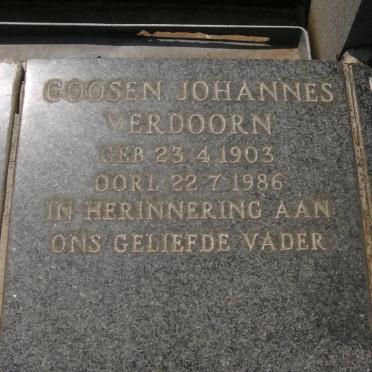 GOOSEN JOHANNES
VERDOORN
GEB 23.4.1903
OORL 22.7.1986
IN HERINNERING AAN
ONS GELIEFDE VADER